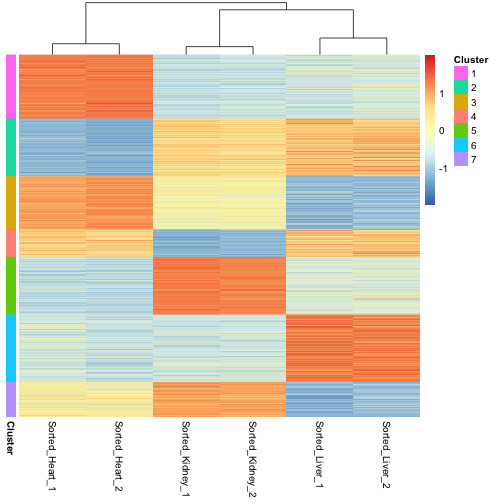 Cluster
1
2
3
4
5
6
7
1
0
-1
Cluster
Sorted_Heart_1
Sorted_Heart_2
Sorted_Kidney_1
Sorted_Kidney_2
Sorted_Liver_1
Sorted_Liver_2